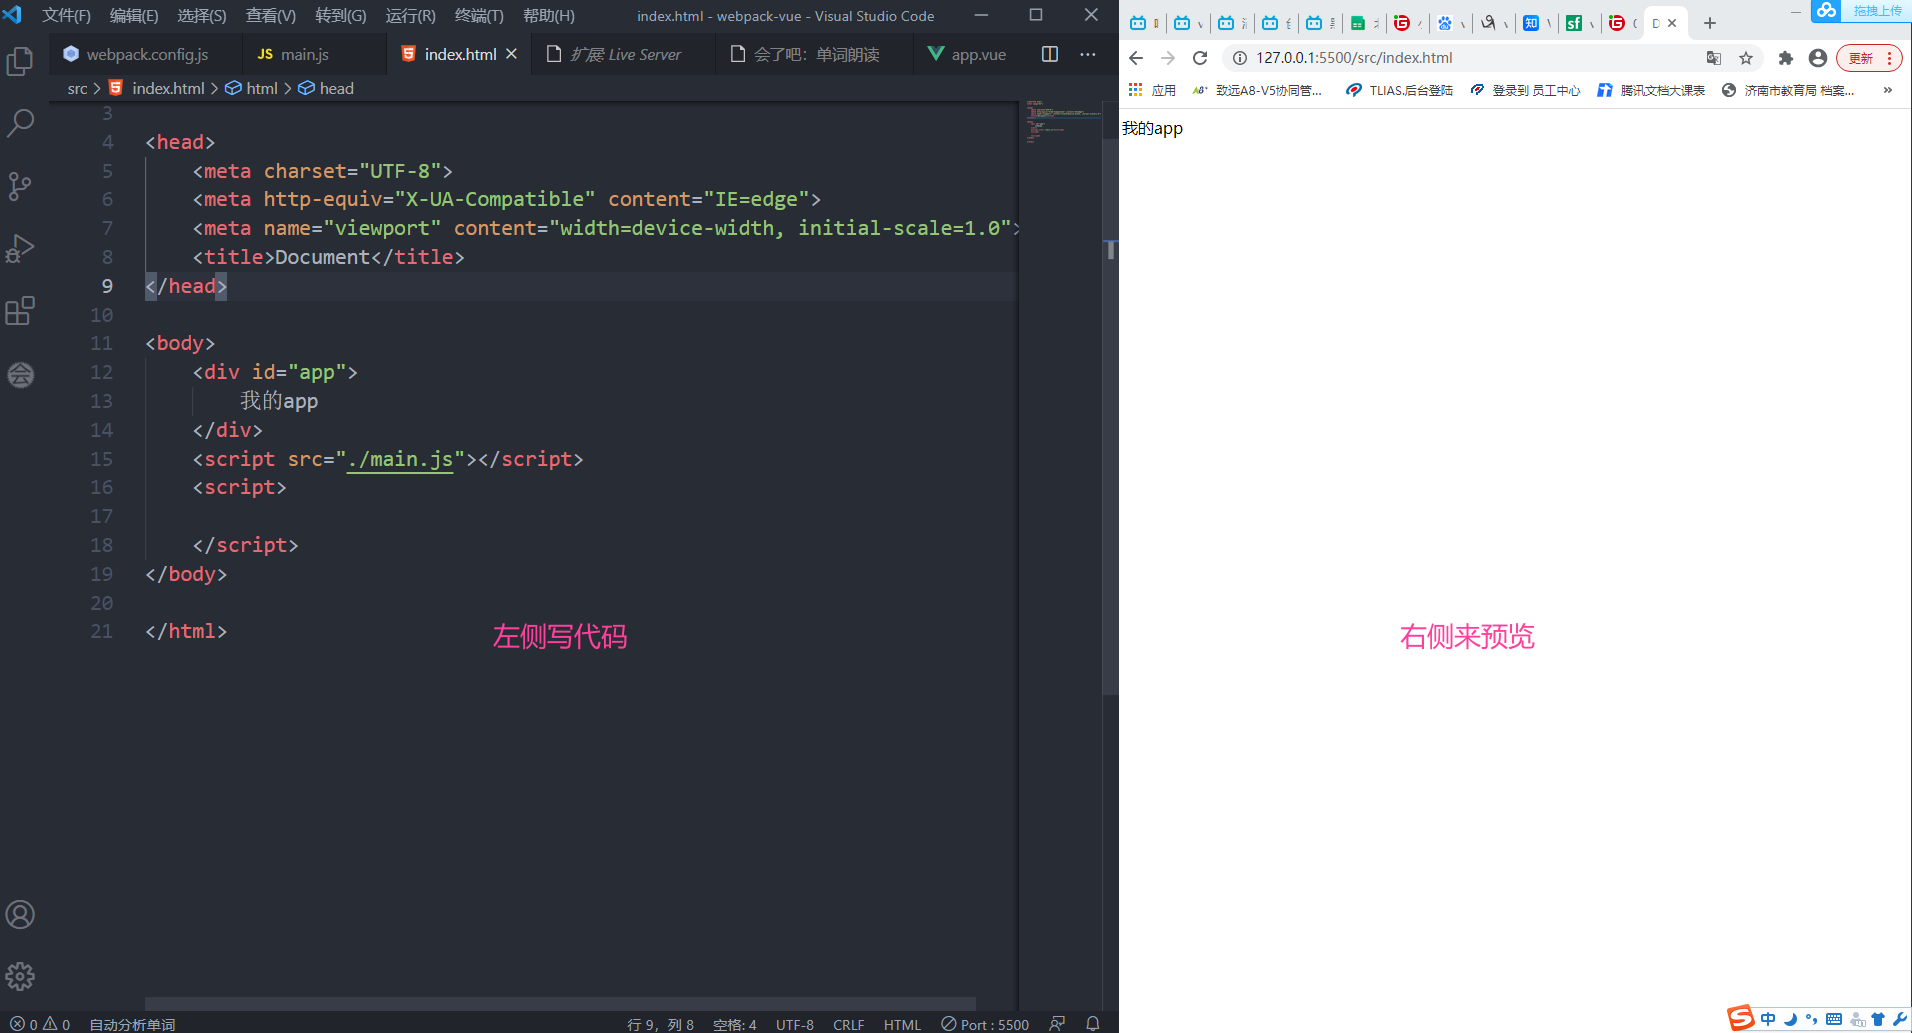 文件(F) 编辑(E) 选择(S) 查看(V) 转到(G) 运行(R) 终端(T) 帮助(H) index.html - webpack-vue - Visual Studio Code
webpack.config.js JS main.js index.html 扩展: Live Server 会了吧：单词朗读 app.vue
src > index.html > html > head
3
4 <head>
5 <meta charset="UTF-8">
6 <meta http-equiv="X-UA-Compatible" content="IE=edge">
7 <meta name="viewport" content="width=device-width, initial-scale=1.0">
8 <title>Document</title>
9 </head>
10
11 <body>
12 <div id="app">
13 我的app
14 </div>
15 <script src="./main.js"></script>
16 <script>
17
18 </script>
19 </body>
20
21 </html>
左侧写代码
会
0 0 自动分析单词 行 9，列 8 空格: 4 UTF-8 CRLF HTML Port : 5500
拖拽上传
知 sf D
127.0.0.1:5500/src/index.html 更新
应用 致远A8-V5协同管... TLIAS.后台登陆 登录到 员工中心 腾讯文档大课表 济南市教育局 档案... »
我的app
右侧来预览
S 中